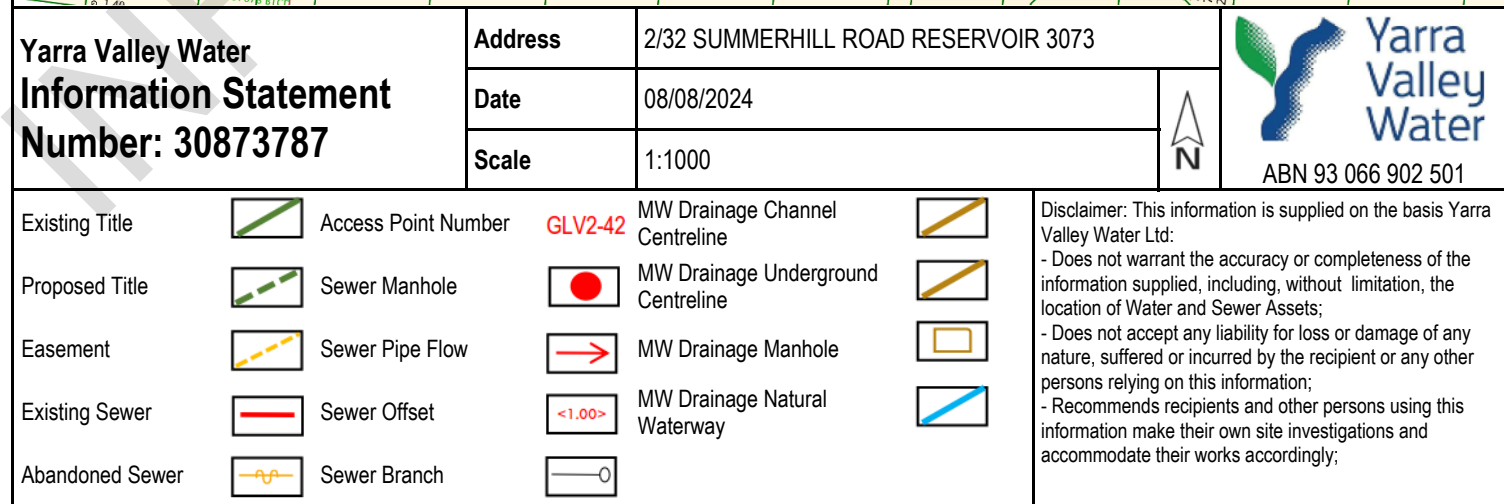 Yarra Valley Water
Information Statement
Number: 30873787
Address
2/32 SUMMERHILL ROAD RESERVOIR 3073
Date
08/08/2024
Scale
1:1000
N
Yarra
Valley
Water
ABN 93 066 902 501
Existing Title
Access Point Number
GLV2-42
MW Drainage Channel
Centreline
Proposed Title
Sewer Manhole
MW Drainage Underground
Centreline
Easement
Sewer Pipe Flow
MW Drainage Manhole
Existing Sewer
Sewer Offset
<1.00>
MW Drainage Natural
Waterway
Abandoned Sewer
Sewer Branch
Disclaimer: This information is supplied on the basis Yarra
Valley Water Ltd:
- Does not warrant the accuracy or completeness of the
information supplied, including, without limitation, the
location of Water and Sewer Assets;
- Does not accept any liability for loss or damage of any
nature, suffered or incurred by the recipient or any other
persons relying on this information;
- Recommends recipients and other persons using this
information make their own site investigations and
accommodate their works accordingly;